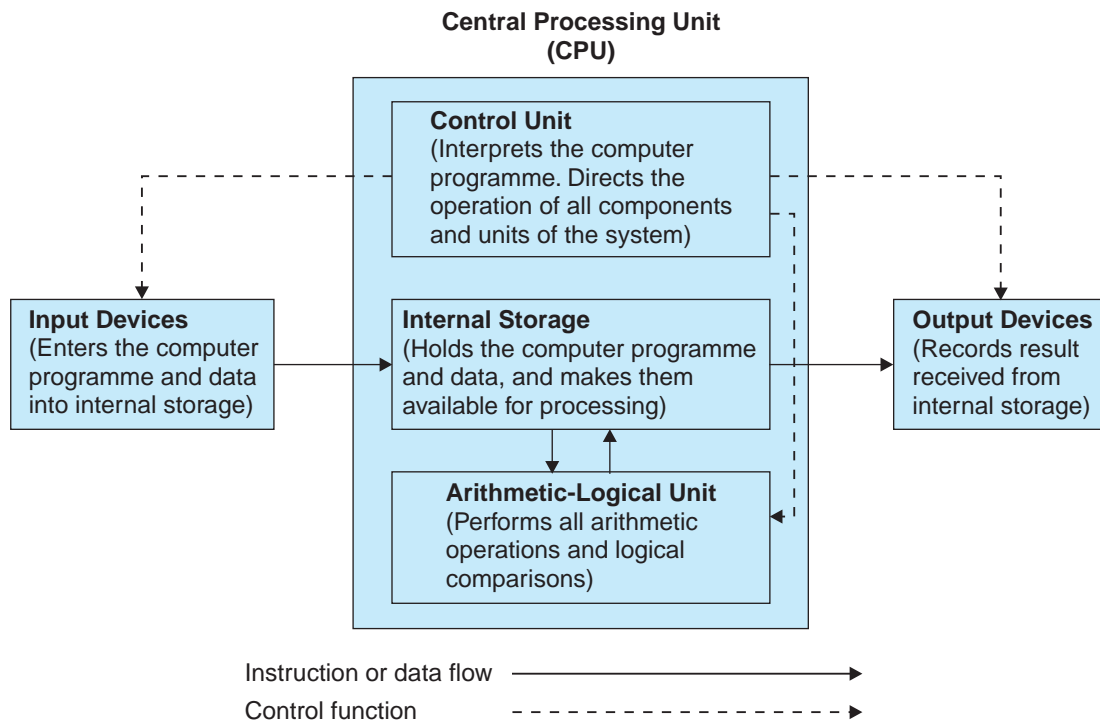 Central Processing Unit
(CPU)
Control Unit
(Interprets the computer
programme. Directs the
operation of all components
and units of the system)
Input Devices
(Enters the computer
programme and data
into internal storage)
Internal Storage
(Holds the computer programme
and data, and makes them
available for processing)
Output Devices
(Records result
received from
internal storage)
Arithmetic-Logical Unit
(Performs all arithmetic
operations and logical
comparisons)
Instruction or data flow
Control function